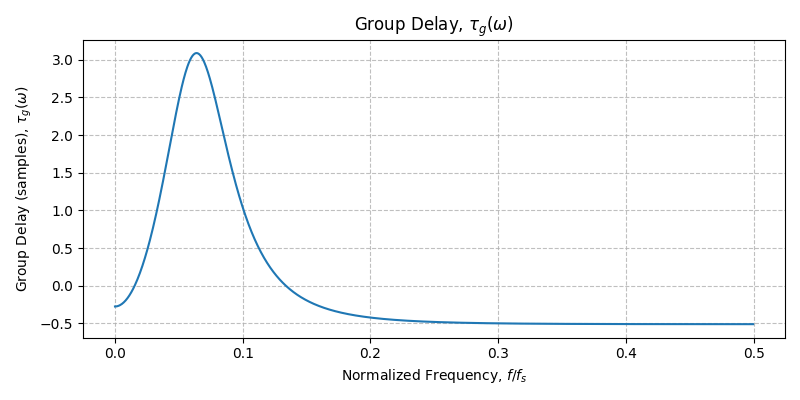 Group Delay, τg(ω)
Group Delay (samples), τg(ω)
3.0
2.5
2.0
1.5
1.0
0.5
0.0
−0.5
0.0 0.1 0.2 0.3 0.4 0.5
Normalized Frequency, f/fs